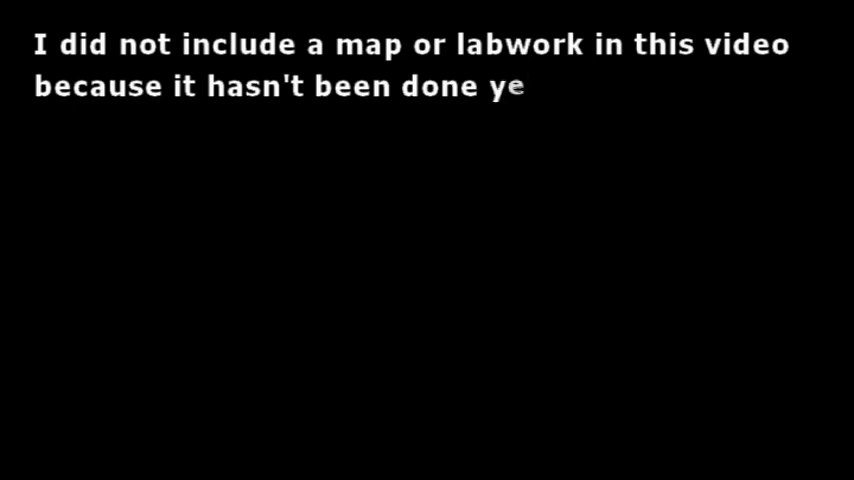 I did not include a map or labwork in this video
because it hasn't been done ye